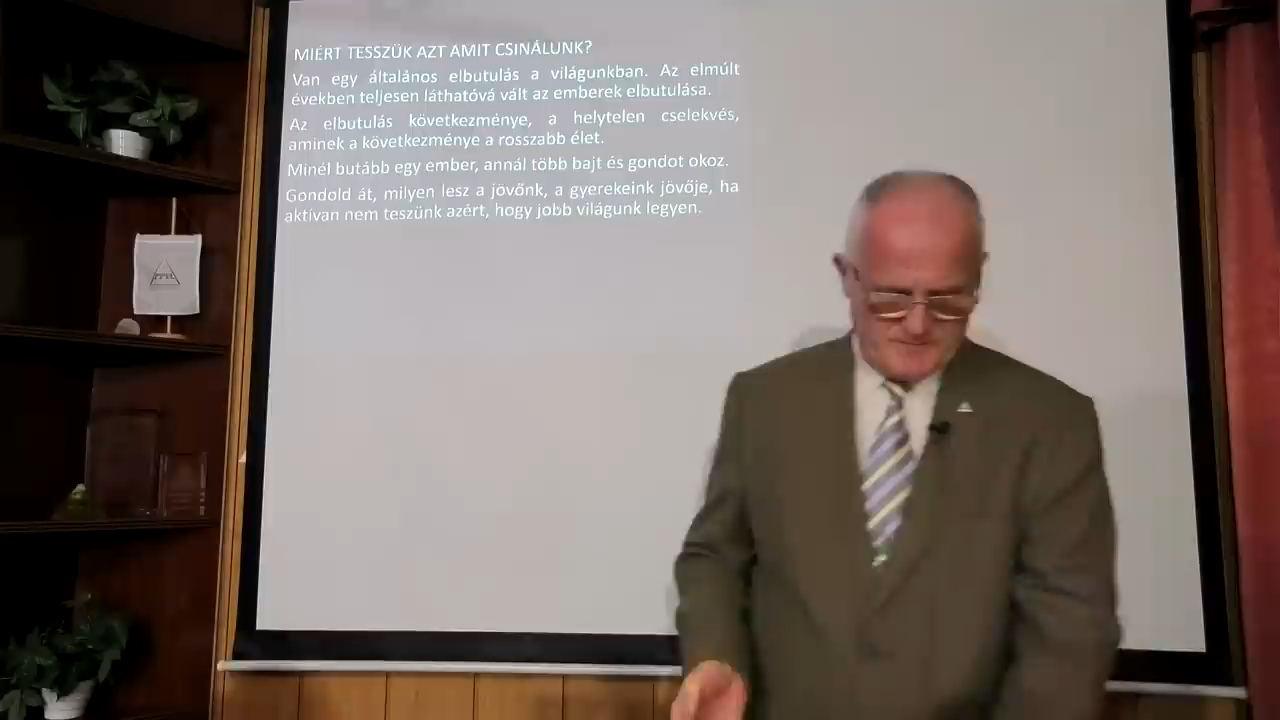 MIÉRT TESSZÜK AZT AMIT CSINÁLUNK?
Van egy általános elbutulás a világunkban. Az elmúlt
években teljesen láthatóvá vált az emberek elbutulása.
Az elbutulás következménye, a helytelen cselekvés,
aminek a következménye a rosszabb élet.
Minél butább egy ember, annál több bajt és gondot okoz.
Gondold át, milyen lesz a jövőnk, a gyerekeink jövője, ha
aktívan nem teszünk azért, hogy jobb világunk legyen.